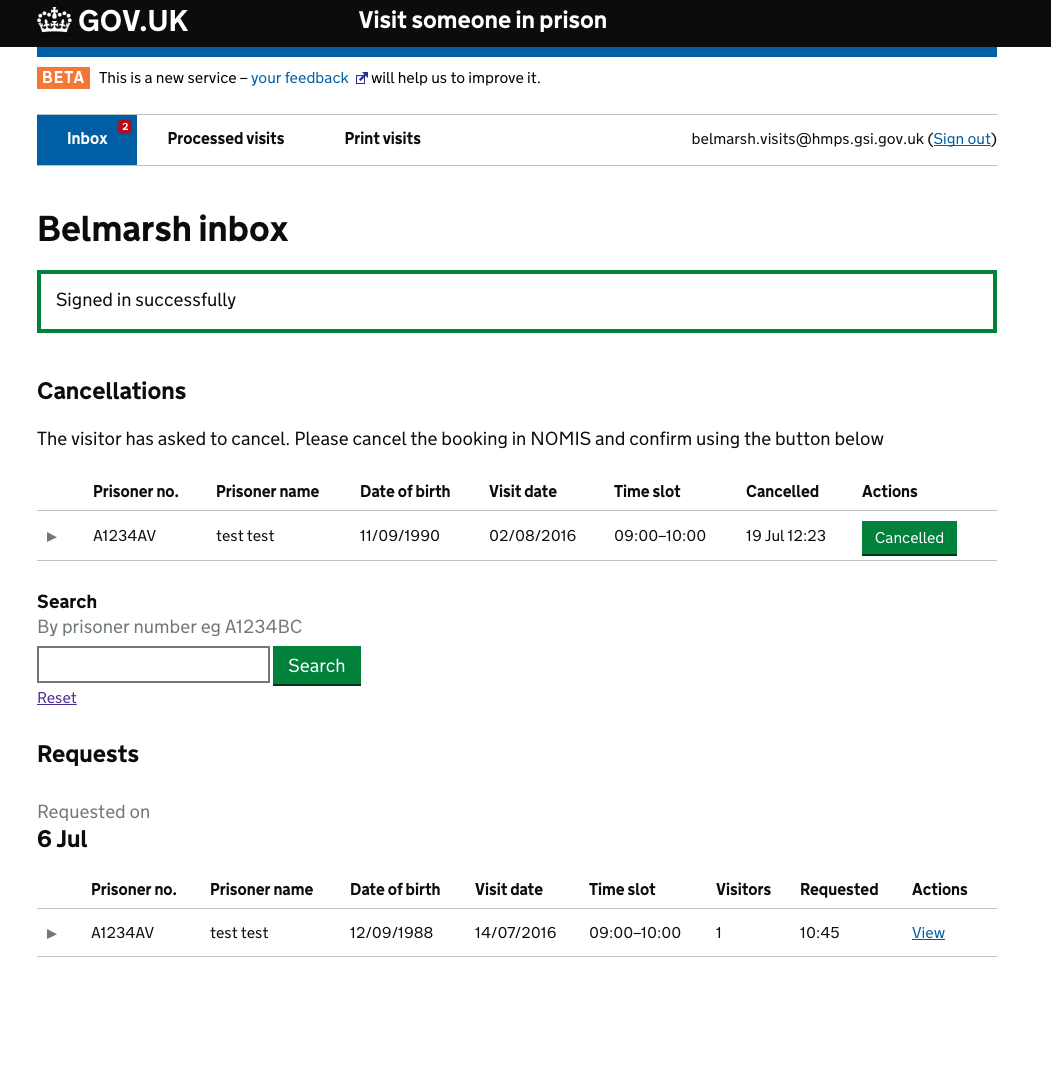 GOV.UK Visit someone in prison
BETA This is a new service – your feedback will help us to improve it.
Inbox 2 Processed visits Print visits belmarsh.visits@hmps.gsi.gov.uk (Sign out)
Belmarsh inbox
Signed in successfully
Cancellations
The visitor has asked to cancel. Please cancel the booking in NOMIS and confirm using the button below
Prisoner no. Prisoner name Date of birth Visit date Time slot Cancelled Actions
A1234AV test test 11/09/1990 02/08/2016 09:00–10:00 19 Jul 12:23 Cancelled
Search
By prisoner number eg A1234BC
Search
Reset
Requests
Requested on
6 Jul
Prisoner no. Prisoner name Date of birth Visit date Time slot Visitors Requested Actions
A1234AV test test 12/09/1988 14/07/2016 09:00–10:00 1 10:45 View